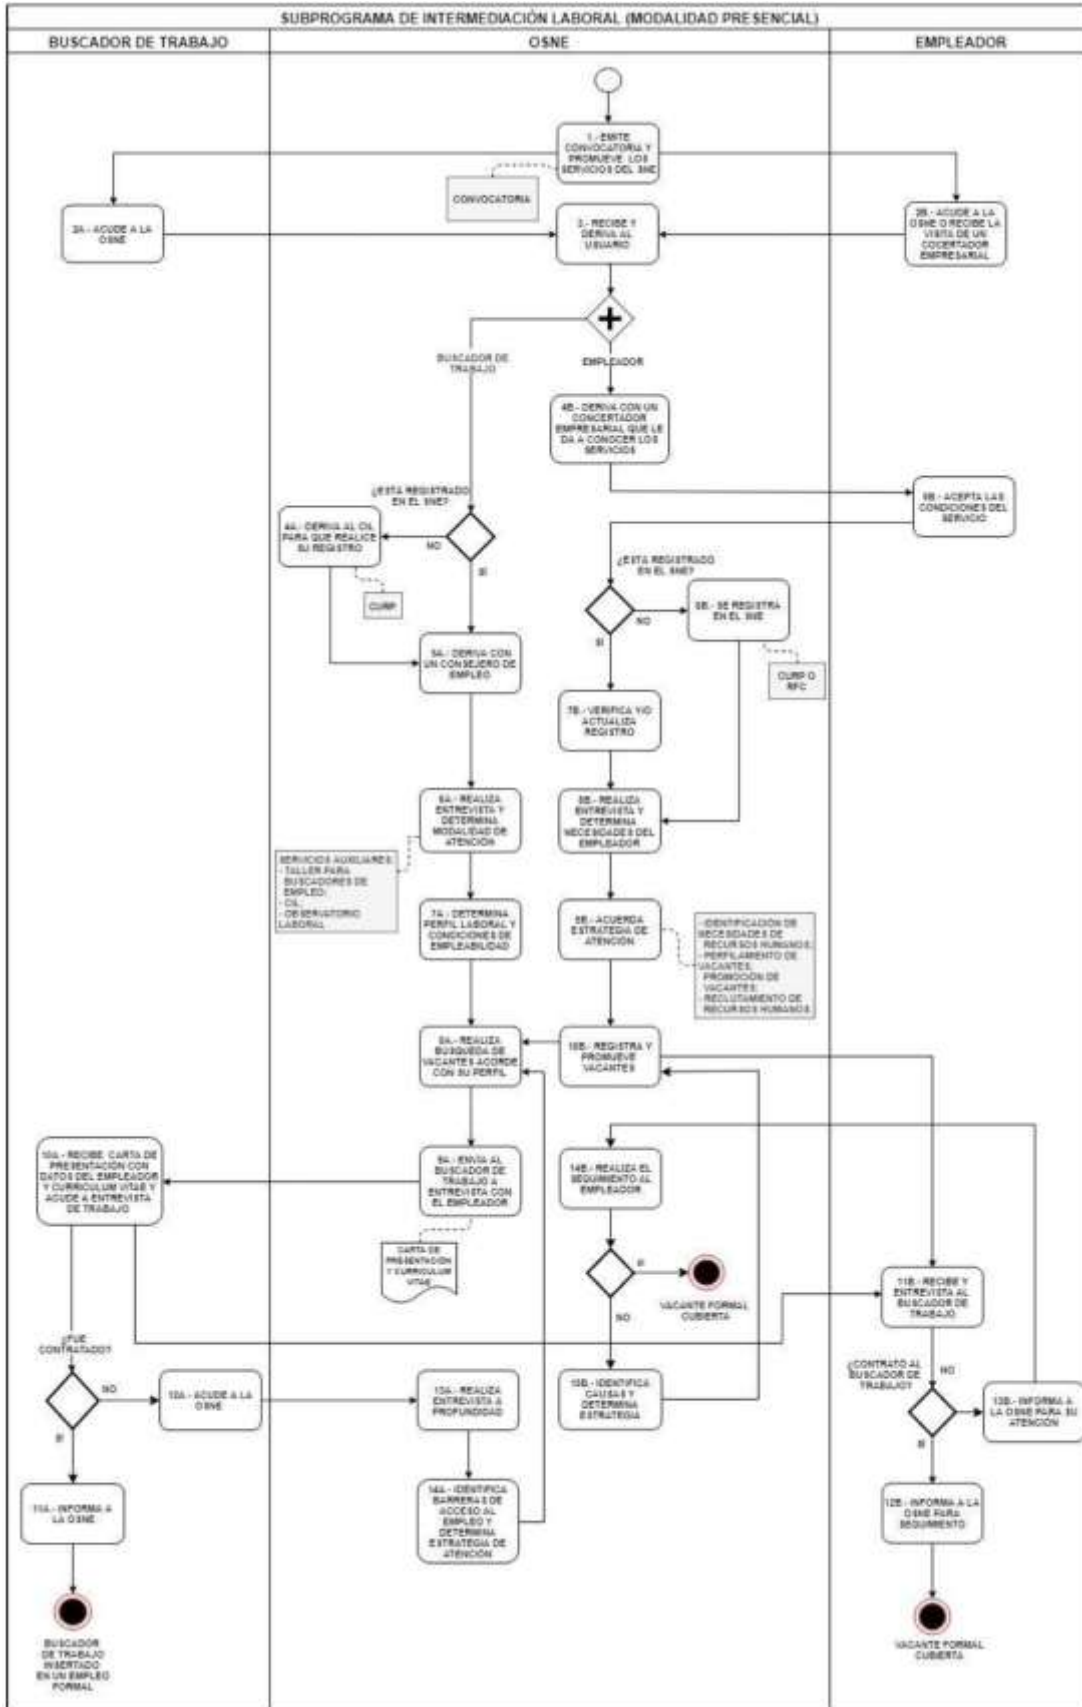 SUBPROGRAMA DE INTERMEDIACIÓN LABORAL (MODALIDAD PRESENCIAL)
BUSCADOR DE TRABAJO
OSNE
EMPLEADOR
1.- EMITE
CONVOCATORIA Y
PROMUEVE LOS
SERVICIOS DEL SNE
CONVOCATORIA
2A.- ACUDE A LA
OSNE
3.- RECIBE Y
DERIVA AL
USUARIO
2B.- ACUDE A LA
OSNE O RECIBE LA
VISITA DE UN
COCERTADOR
EMPRESARIAL
BUSCADOR DE
TRABAJO
EMPLEADOR
4B.- DERIVA CON UN
CONCERTADOR
EMPRESARIAL QUE LE
DA A CONOCER LOS
SERVICIOS
¿ESTÁ REGISTRADO
EN EL SNE?
4A.- DERIVA AL CIL
PARA QUE REALICE
SU REGISTRO
NO
SÍ
CURP
5B.- ACEPTA LAS
CONDICIONES DEL
SERVICIO
¿ESTÁ REGISTRADO
EN EL SNE?
NO
6B.- SE REGISTRA
EN EL SNE
SÍ
CURP O
RFC
5A.- DERIVA CON
UN CONSEJERO DE
EMPLEO
7B.- VERIFICA Y/O
ACTUALIZA
REGISTRO
6A.- REALIZA
ENTREVISTA Y
DETERMINA
MODALIDAD DE
ATENCIÓN
8B.- REALIZA
ENTREVISTA Y
DETERMINA
NECESIDADES DEL
EMPLEADOR
SERVICIOS AUXILIARES:
- TALLER PARA
BUSCADORES DE
EMPLEO;
- CIL;
- OBSERVATORIO
LABORAL
7A.- DETERMINA
PERFIL LABORAL Y
CONDICIONES DE
EMPLEABILIDAD
9B.- ACUERDA
ESTRATEGIA DE
ATENCIÓN
- IDENTIFICACIÓN DE
NECESIDADES DE
RECURSOS HUMANOS;
- PERFILAMIENTO DE
VACANTES;
PROMOCIÓN DE
VACANTES;
- RECLUTAMIENTO DE
RECURSOS HUMANOS
8A.- REALIZA
BÚSQUEDA DE
VACANTES ACORDE
CON SU PERFIL
10B.- REGISTRA Y
PROMUEVE
VACANTES
10A.- RECIBE CARTA DE
PRESENTACIÓN CON
DATOS DEL EMPLEADOR
Y CURRICULUM VITAE Y
ACUDE A ENTREVISTA
DE TRABAJO
9A.- ENVÍA AL
BUSCADOR DE
TRABAJO A
ENTREVISTA CON
EL EMPLEADOR
14B.- REALIZA EL
SEGUIMIENTO AL
EMPLEADOR
CARTA DE
PRESENTACIÓN
Y CURRICULUM
VITAE
SÍ
VACANTE FORMAL
CUBIERTA
NO
11B.- RECIBE Y
ENTREVISTA AL
BUSCADOR DE
TRABAJO
¿FUE
CONTRATADO?
NO
12A.- ACUDE A LA
OSNE
13A.- REALIZA
ENTREVISTA A
PROFUNDIDAD
15B.- IDENTIFICA
CAUSAS Y
DETERMINA
ESTRATEGIA
¿CONTRATÓ AL
BUSCADOR DE
TRABAJO?
NO
13B.- INFORMA A
LA OSNE PARA SU
ATENCIÓN
SÍ
SÍ
11A.- INFORMA A
LA OSNE
14A.- IDENTIFICA
BARRERAS DE
ACCESO AL
EMPLEO Y
DETERMINA
ESTRATEGIA DE
ATENCIÓN
12B.- INFORMA A LA
OSNE PARA
SEGUIMIENTO
BUSCADOR
DE TRABAJO
INSERTADO
EN UN EMPLEO
FORMAL
VACANTE FORMAL
CUBIERTA